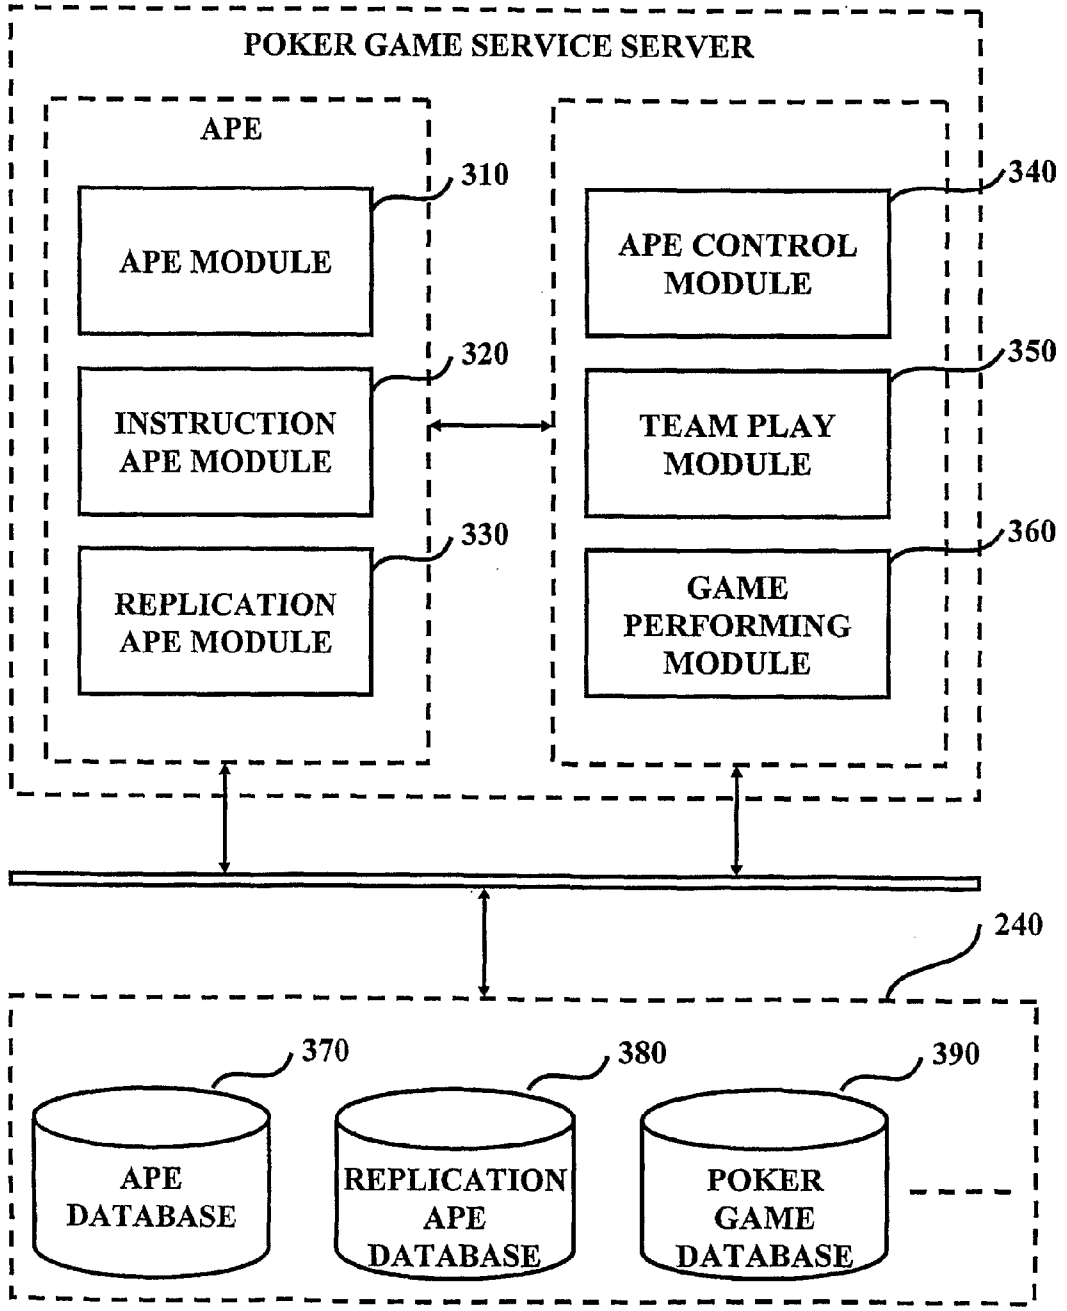 POKER GAME SERVICE SERVER
APE
310
APE MODULE
320
INSTRUCTION
APE MODULE
330
REPLICATION
APE MODULE
340
APE CONTROL
MODULE
350
TEAM PLAY
MODULE
360
GAME
PERFORMING
MODULE
240
370
APE
DATABASE
380
REPLICATION
APE
DATABASE
390
POKER
GAME
DATABASE